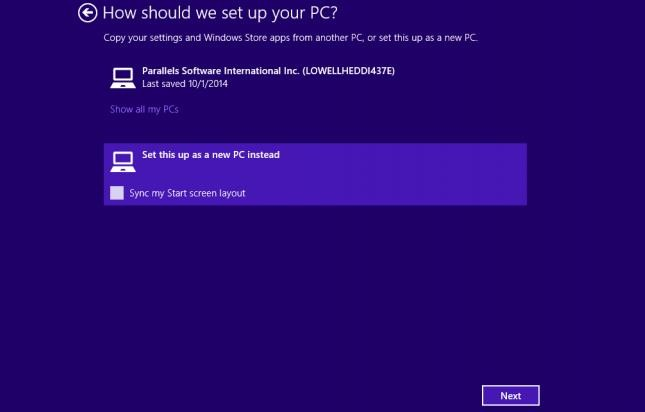 How should we set up your PC?
Copy your settings and Windows Store apps from another PC, or set this up as a new PC.
Parallels Software International Inc. (LOWELLHEDDI437E)
Last saved 10/1/2014
Show all my PCs
Set this up as a new PC instead
Sync my Start screen layout
Next